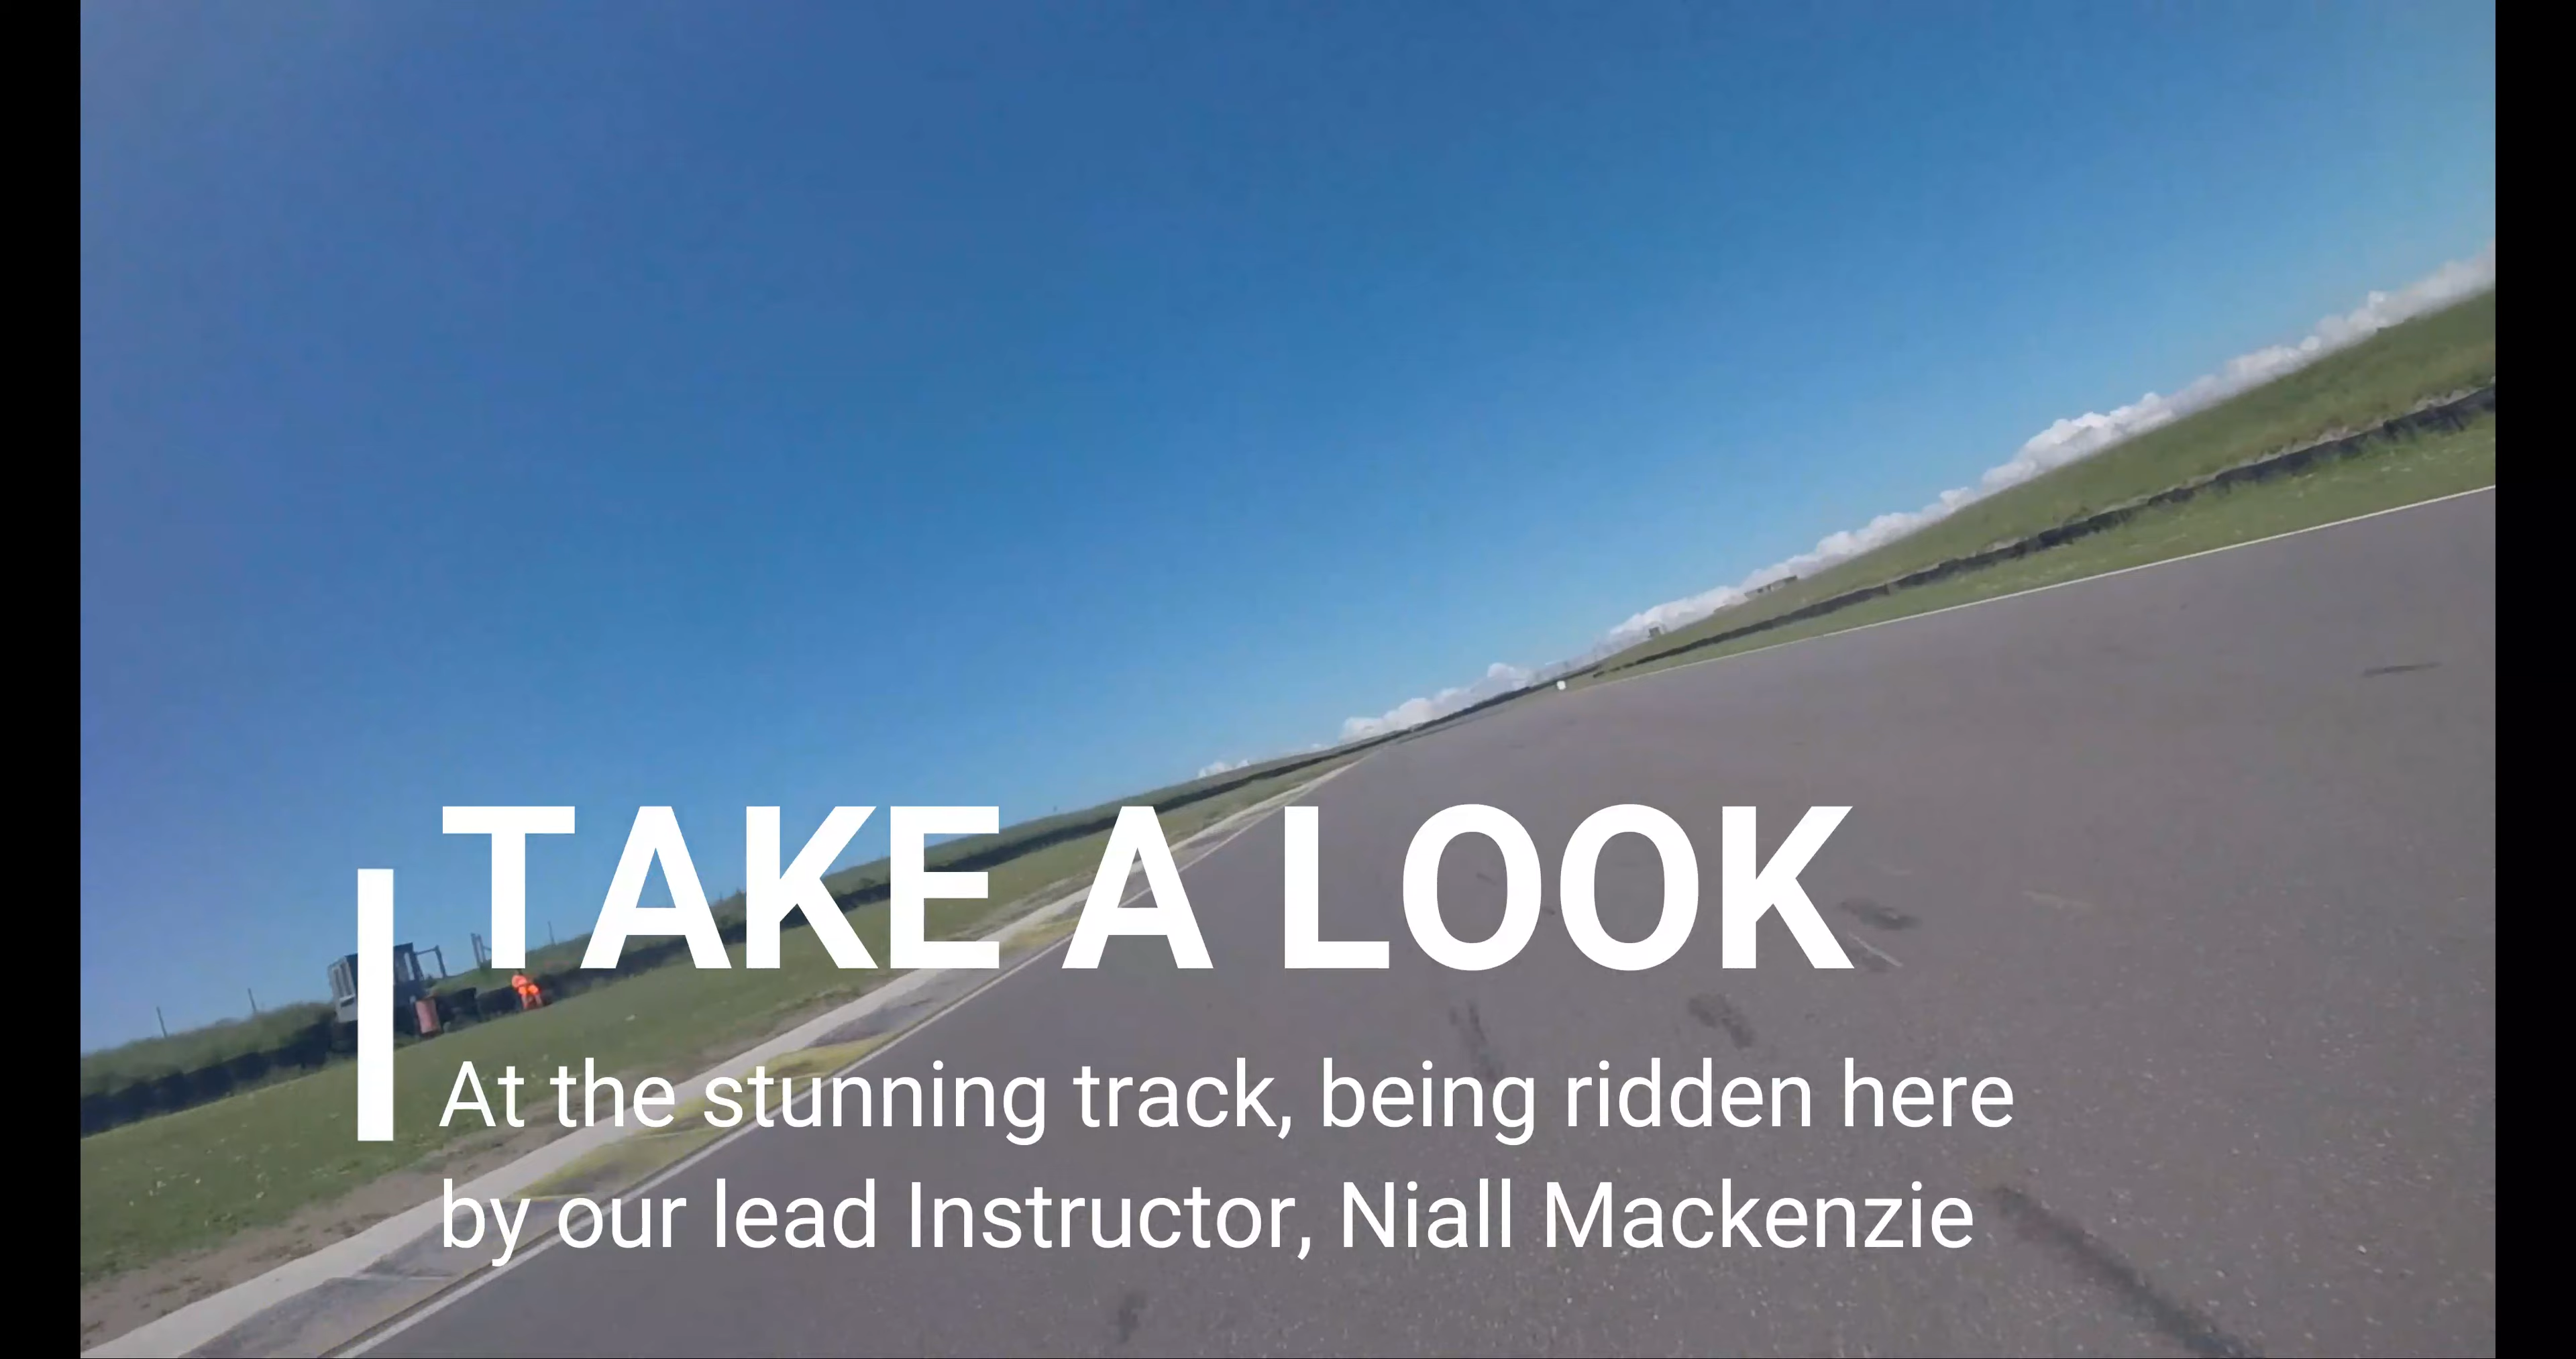 TAKE A LOOK
At the stunning track, being ridden here
by our lead Instructor, Niall Mackenzie